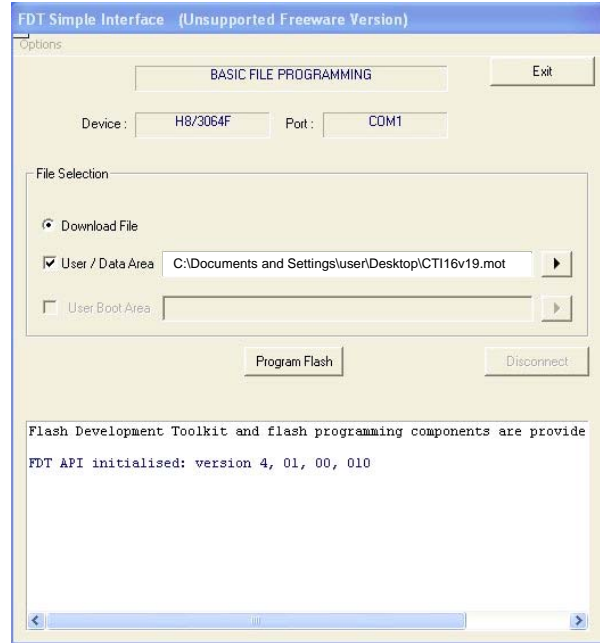 FDT Simple Interface (Unsupported Freeware Version)
Options
BASIC FILE PROGRAMMING
Exit
Device : H8/3064F Port : COM1
File Selection
Download File
User / Data Area C:\Documents and Settings\user\Desktop\CTI16v19.mot
User Boot Area
Program Flash
Disconnect
Flash Development Toolkit and flash programming components are provide
FDT API initialised: version 4, 01, 00, 010